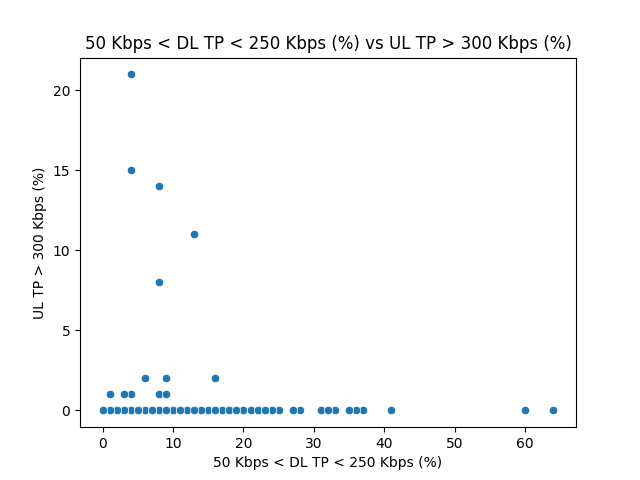 50 Kbps < DL TP < 250 Kbps (%) vs UL TP > 300 Kbps (%)
20
15
10
5
0
UL TP > 300 Kbps (%)
0 10 20 30 40 50 60
50 Kbps < DL TP < 250 Kbps (%)